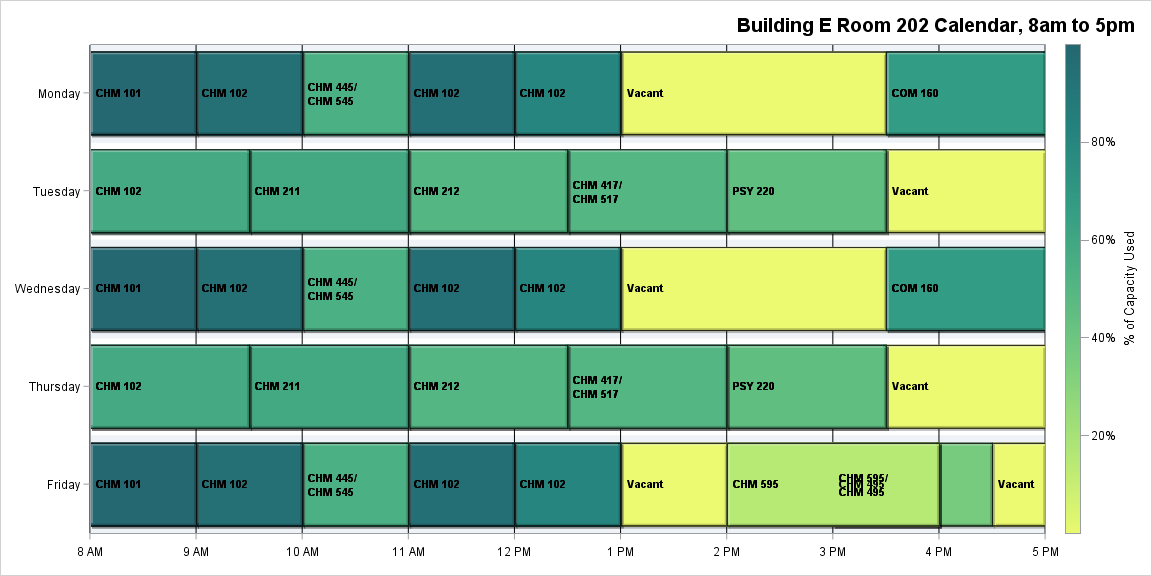 Building E Room 202 Calendar, 8am to 5pm
Monday
CHM 101
CHM 102
CHM 445/
CHM 545
CHM 102
CHM 102
Vacant
COM 160
Tuesday
CHM 102
CHM 211
CHM 212
CHM 417/
CHM 517
PSY 220
Vacant
Wednesday
CHM 101
CHM 102
CHM 445/
CHM 545
CHM 102
CHM 102
Vacant
COM 160
Thursday
CHM 102
CHM 211
CHM 212
CHM 417/
CHM 517
PSY 220
Vacant
Friday
CHM 101
CHM 102
CHM 445/
CHM 545
CHM 102
CHM 102
Vacant
CHM 595
CHM 595/
CHM 495
CHM 495
Vacant
8 AM
9 AM
10 AM
11 AM
12 PM
1 PM
2 PM
3 PM
4 PM
5 PM
80%
60%
40%
20%
% of Capacity Used